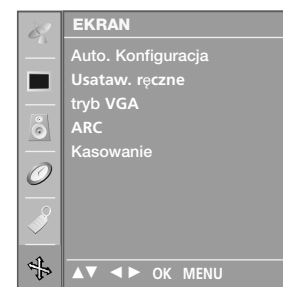 EKRAN
Auto. Konfiguracja
Usataw. ręczne
tryb VGA
ARC
Kasowanie
▲▼ ◄► OK MENU